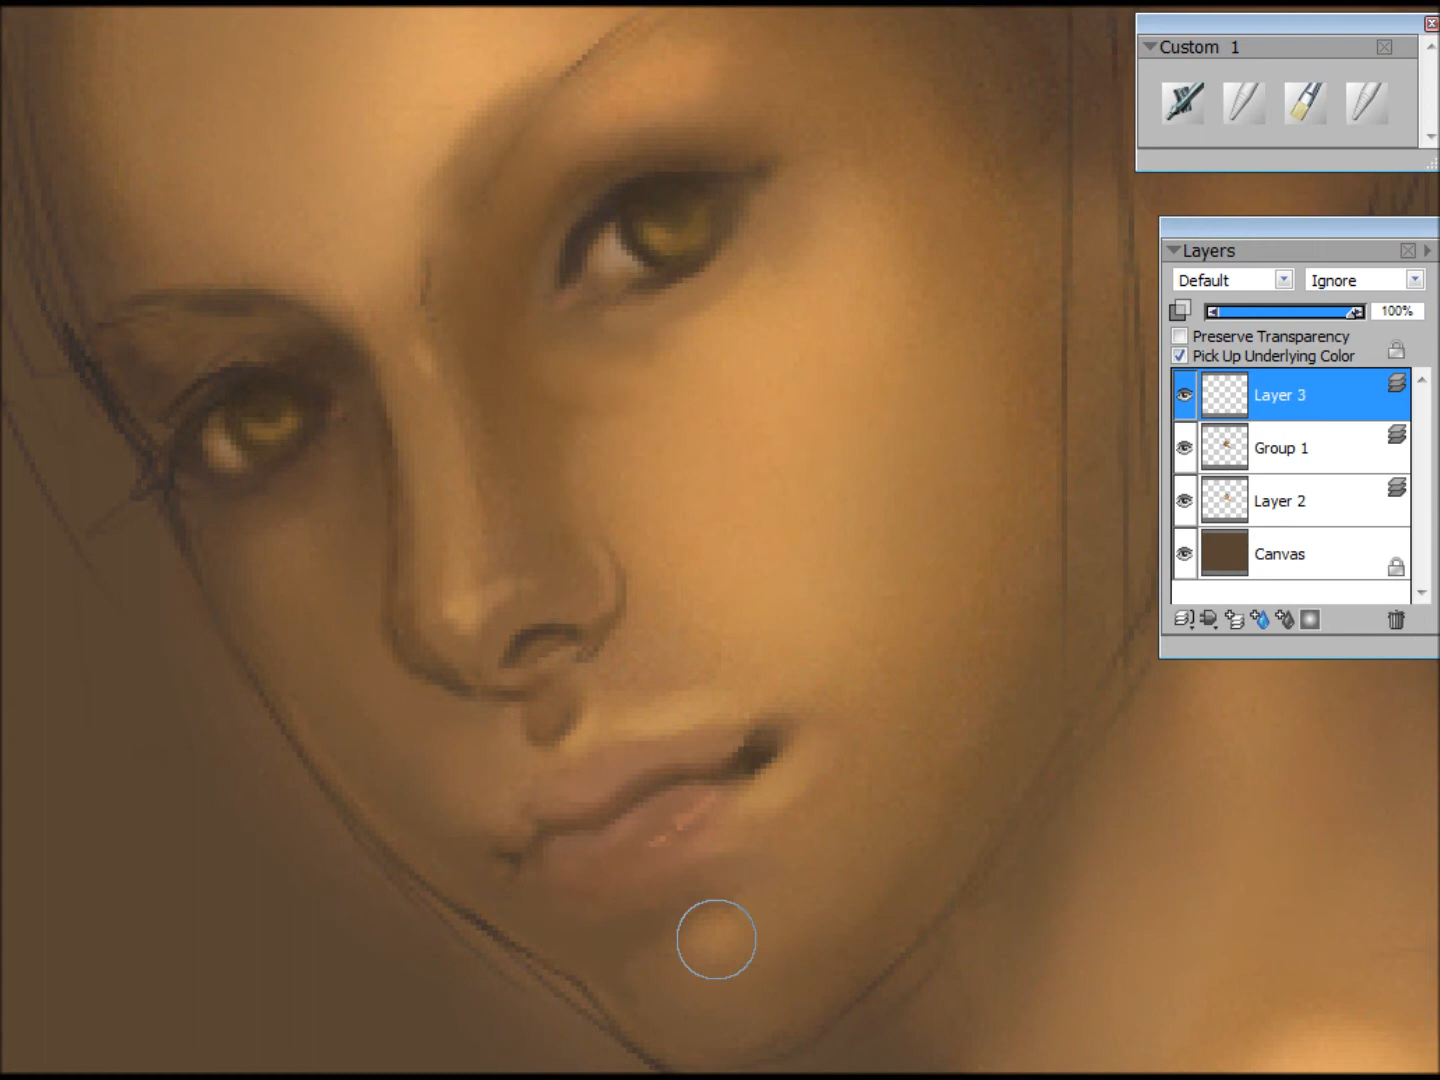 Custom 1
Layers
Default Ignore
100%
Preserve Transparency
Pick Up Underlying Color
Layer 3
Group 1
Layer 2
Canvas